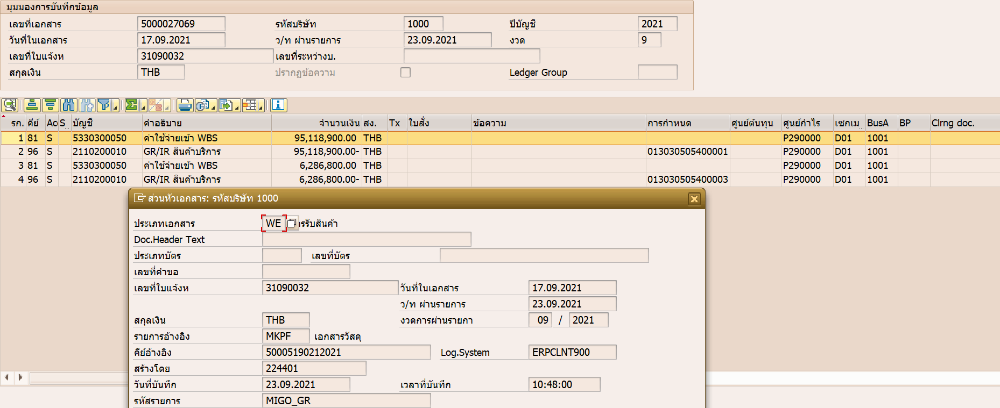 มุมมองการบันทึกข้อมูล
เลขที่เอกสาร 5000027069 รหัสบริษัท 1000 ปีบัญชี 2021
วันที่ในเอกสาร 17.09.2021 ว/ท ผ่านรายการ 23.09.2021 งวด 9
เลขที่ใบแจ้งห 31090032 เลขที่ระหว่างบ.
สกุลเงิน THB ปรากฏข้อความ Ledger Group
รก. คีย์ Acc S... บัญชี คำอธิบาย จำนวนเงิน สง. Tx ใบสั่ง ข้อความ การกำหนด ศูนย์ต้นทุน ศูนย์กำไร เซกเม... BusA BP Clrng doc.
1 81 S 5330300050 ค่าใช้จ่ายเข้า WBS 95,118,900.00 THB P290000 D01 1001
2 96 S 2110200010 GR/IR สินค้าบริการ 95,118,900.00- THB 013030505400001 P290000 D01 1001
3 81 S 5330300050 ค่าใช้จ่ายเข้า WBS 6,286,800.00 THB P290000 D01 1001
4 96 S 2110200010 GR/IR สินค้าบริการ 6,286,800.00- THB 013030505400003 P290000 D01 1001
ส่วนหัวเอกสาร: รหัสบริษัท 1000
ประเภทเอกสาร WE ารรับสินค้า
Doc.Header Text
ประเภทบัตร เลขที่บัตร
เลขที่คำขอ
เลขที่ใบแจ้งห 31090032 วันที่ในเอกสาร 17.09.2021
ว/ท ผ่านรายการ 23.09.2021
สกุลเงิน THB งวดการผ่านรายกา 09 / 2021
รายการอ้างอิง MKPF เอกสารวัสดุ
คีย์อ้างอิง 50005190212021 Log.System ERPCLNT900
สร้างโดย 224401
วันที่บันทึก 23.09.2021 เวลาที่บันทึก 10:48:00
รหัสรายการ MIGO_GR